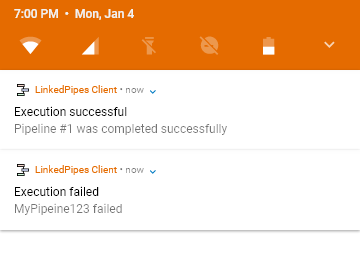 7:00 PM • Mon, Jan 4
LinkedPipes Client • now
Execution successful
Pipeline #1 was completed successfully
LinkedPipes Client • now
Execution failed
MyPipeine123 failed